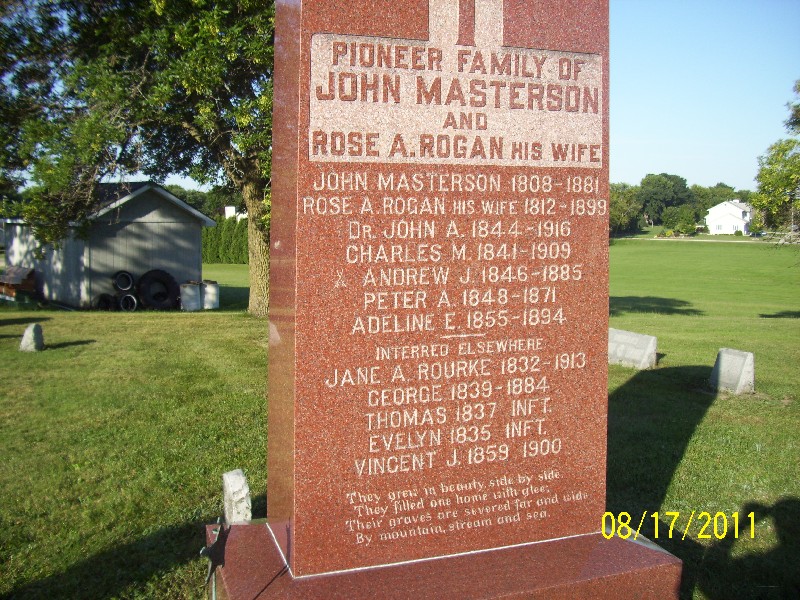 PIONEER FAMILY OF
JOHN MASTERSON
AND
ROSE A. ROGAN HIS WIFE
JOHN MASTERSON 1808-1881
ROSE A. ROGAN HIS WIFE 1812-1899
DR. JOHN A. 1844-1916
CHARLES M. 1841-1909
X ANDREW J. 1846-1885
PETER A. 1848-1871
ADELINE E. 1855-1894
INTERRED ELSEWHERE
JANE A. ROURKE 1832-1913
GEORGE 1839-1884
THOMAS 1837 INFT.
EVELYN 1835 INFT.
VINCENT J. 1859 1900
They grew in beauty, side by side.
They filled one home with glee,
Their graves are severed far and wide
By mountain, stream and sea.
08/17/2011